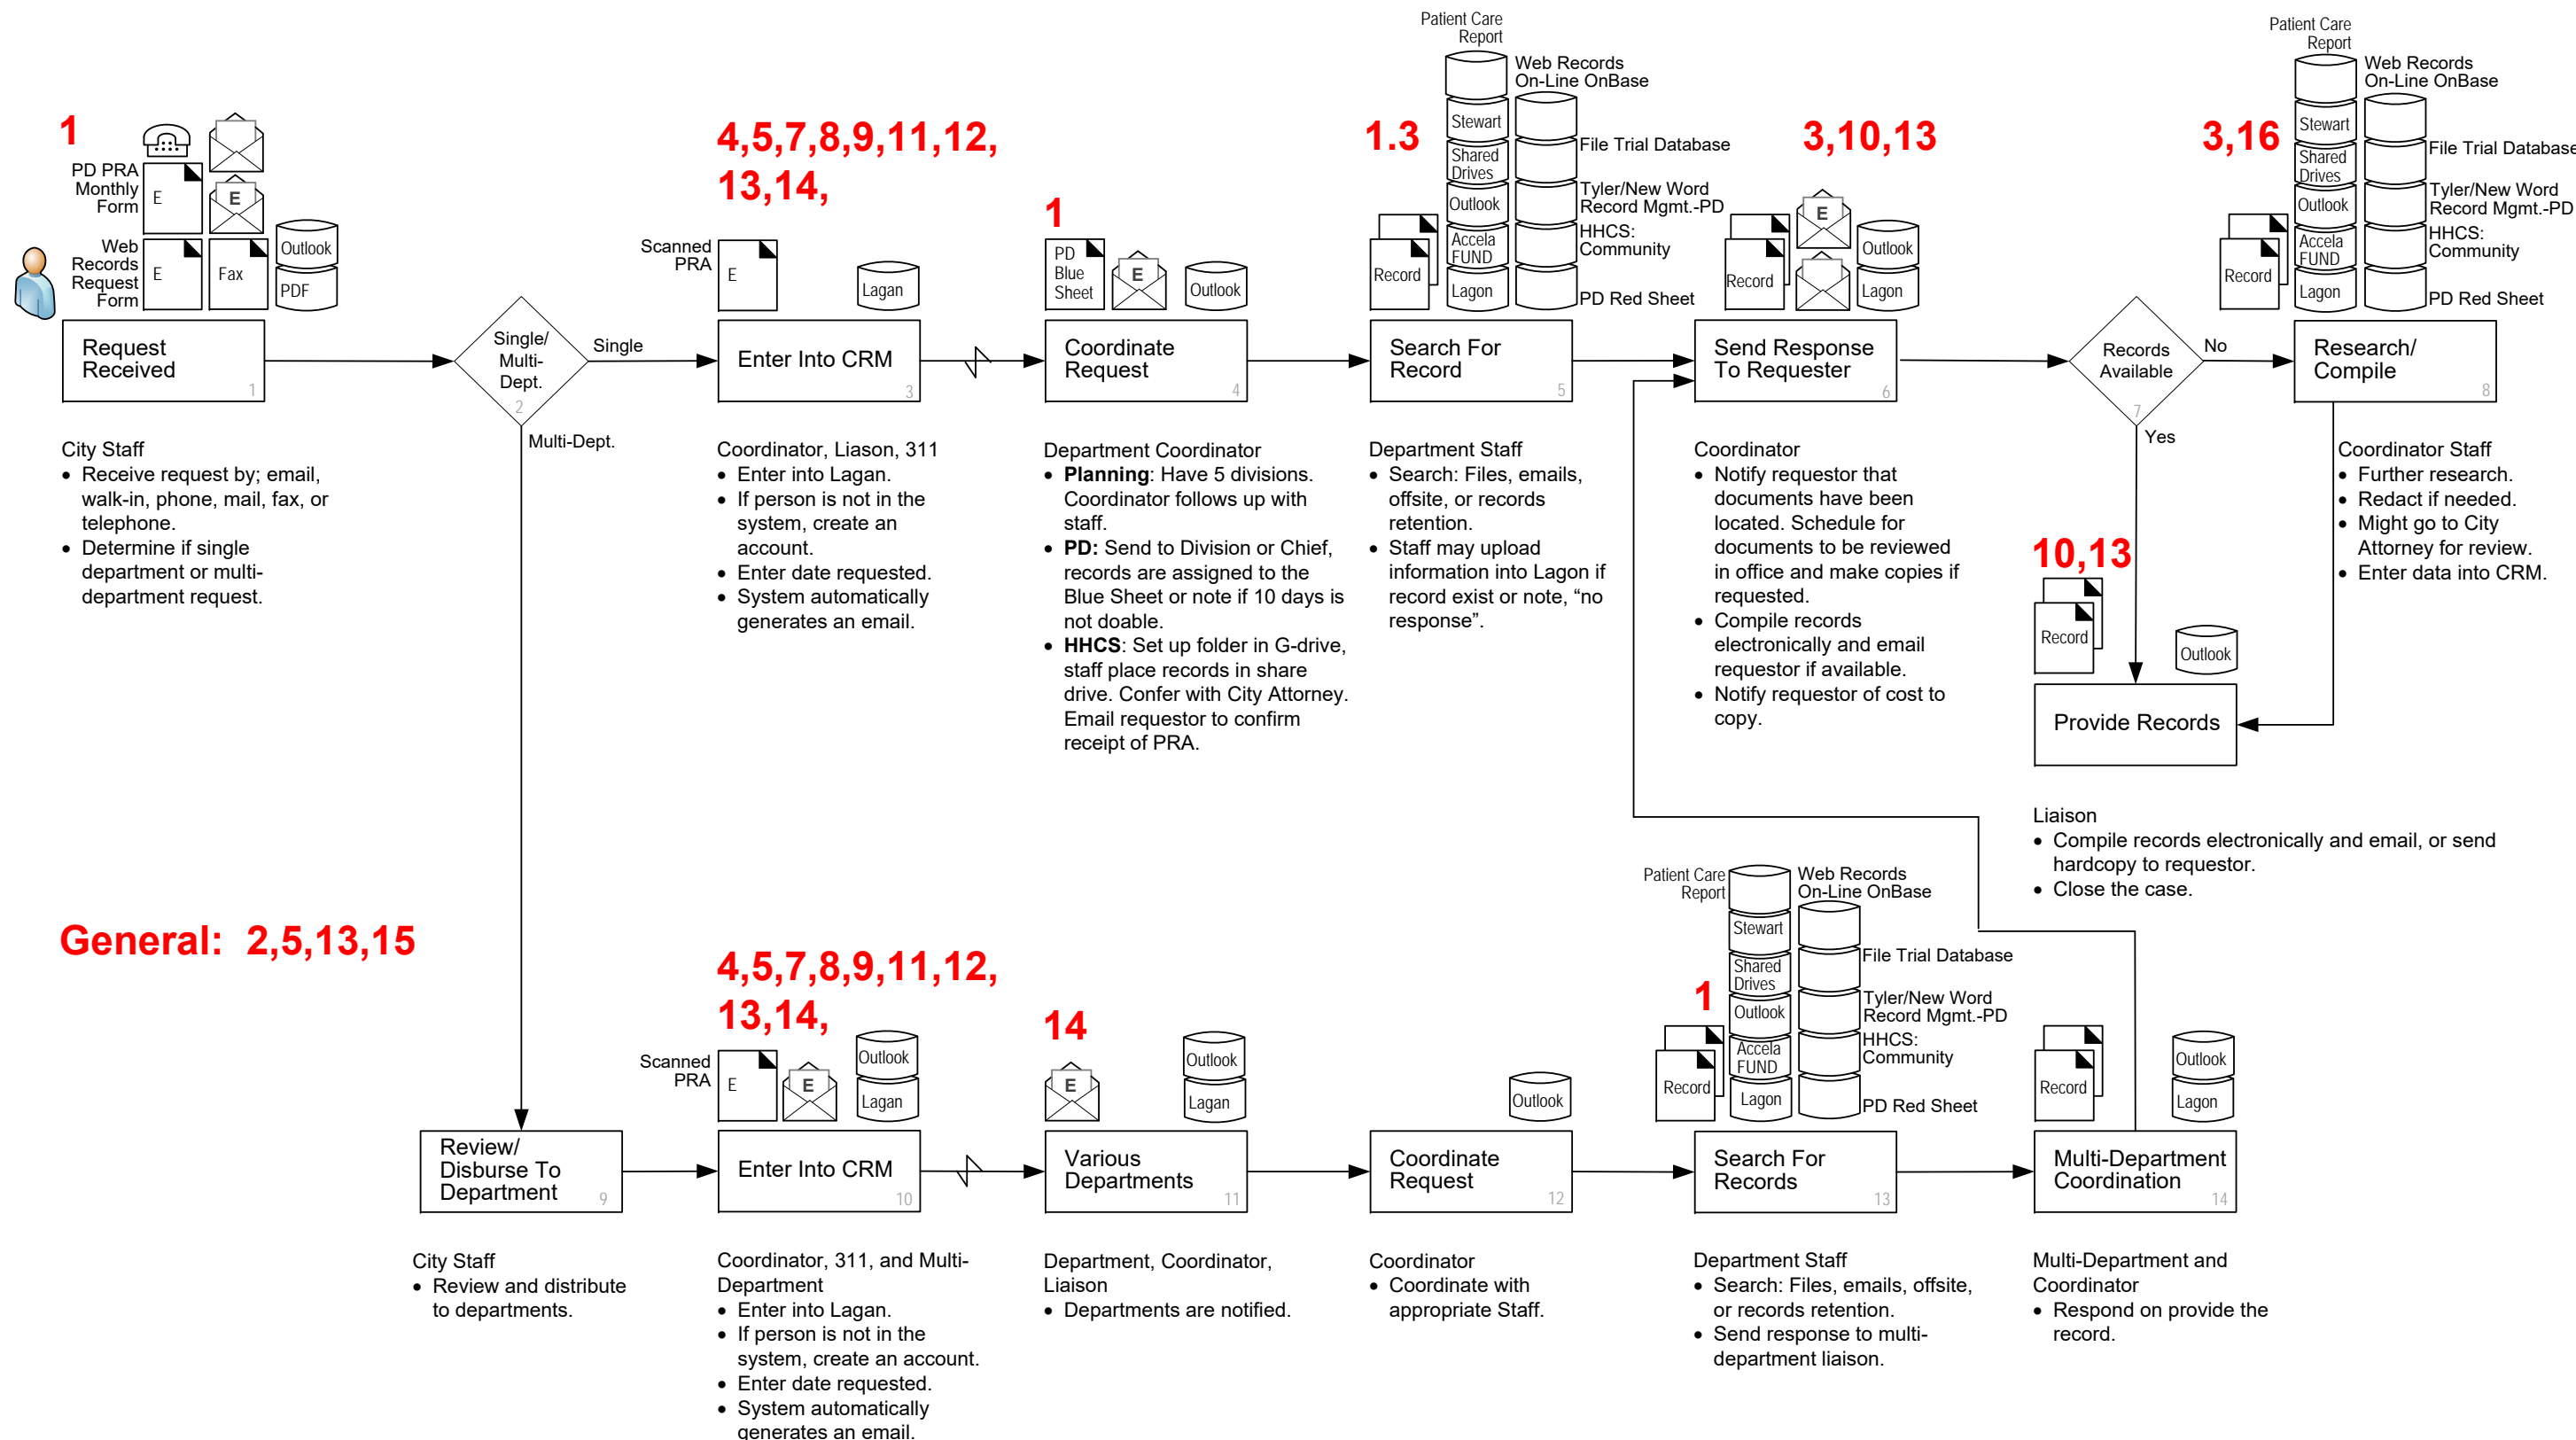 1
PD PRA
Monthly
Form
E
E
Web
Records
Request
Form
E
Fax
Outlook
PDF
Request
Received
1
City Staff
• Receive request by; email,
walk-in, phone, mail, fax, or
telephone.
• Determine if single
department or multi-
department request.
Single/
Multi-
Dept.
2
Single
Multi-Dept.
4,5,7,8,9,11,12,
13,14,
Scanned
PRA
E
Lagan
Enter Into CRM
3
Coordinator, Liason, 311
• Enter into Lagan.
• If person is not in the
system, create an
account.
• Enter date requested.
• System automatically
generates an email.
1
PD
Blue
Sheet
E
Outlook
Coordinate
Request
4
Department Coordinator
• Planning: Have 5 divisions.
Coordinator follows up with
staff.
• PD: Send to Division or Chief,
records are assigned to the
Blue Sheet or note if 10 days is
not doable.
• HHCS: Set up folder in G-drive,
staff place records in share
drive. Confer with City Attorney.
Email requestor to confirm
receipt of PRA.
1.3
Record
Patient Care
Report
Stewart
Shared
Drives
Outlook
Accela
FUND
Lagon
Web Records
On-Line OnBase
File Trial Database
Tyler/New Word
Record Mgmt.-PD
HHCS:
Community
PD Red Sheet
Search For
Record
5
Department Staff
• Search: Files, emails,
offsite, or records
retention.
• Staff may upload
information into Lagon if
record exist or note, “no
response”.
3,10,13
Record
E
Outlook
Lagon
Send Response
To Requester
6
Coordinator
• Notify requestor that
documents have been
located. Schedule for
documents to be reviewed
in office and make copies if
requested.
• Compile records
electronically and email
requestor if available.
• Notify requestor of cost to
copy.
Records
Available
7
No
Yes
3,16
Record
Patient Care
Report
Stewart
Shared
Drives
Outlook
Accela
FUND
Lagon
Web Records
On-Line OnBase
File Trial Database
Tyler/New Word
Record Mgmt.-PD
HHCS:
Community
PD Red Sheet
Research/
Compile
8
Coordinator Staff
• Further research.
• Redact if needed.
• Might go to City
Attorney for review.
• Enter data into CRM.
10,13
Record
Outlook
Provide Records
Liaison
• Compile records electronically and email, or send
hardcopy to requestor.
• Close the case.
General: 2,5,13,15
Review/
Disburse To
Department
9
City Staff
• Review and distribute
to departments.
4,5,7,8,9,11,12,
13,14,
Scanned
PRA
E
E
Outlook
Lagan
Enter Into CRM
10
Coordinator, 311, and Multi-
Department
• Enter into Lagan.
• If person is not in the
system, create an account.
• Enter date requested.
• System automatically
generates an email.
14
E
Outlook
Lagan
Various
Departments
11
Department, Coordinator,
Liaison
• Departments are notified.
Outlook
Coordinate
Request
12
Coordinator
• Coordinate with
appropriate Staff.
1
Record
Patient Care
Report
Stewart
Shared
Drives
Outlook
Accela
FUND
Lagon
Web Records
On-Line OnBase
File Trial Database
Tyler/New Word
Record Mgmt.-PD
HHCS:
Community
PD Red Sheet
Search For
Records
13
Department Staff
• Search: Files, emails, offsite,
or records retention.
• Send response to multi-
department liaison.
Record
Outlook
Lagon
Multi-Department
Coordination
14
Multi-Department and
Coordinator
• Respond on provide the
record.